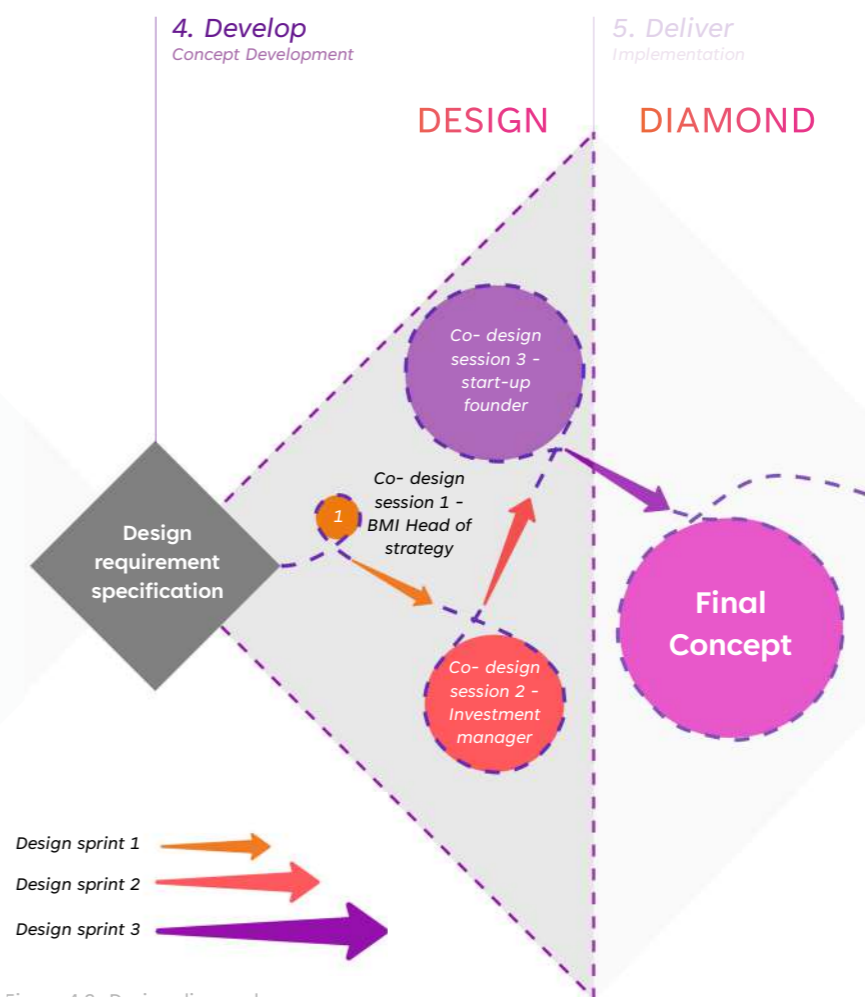 4. Develop
Concept Development
5. Deliver
Implementation
DESIGN DIAMOND
Co- design
session 3 -
start-up
founder
Co- design
session 1 -
BMI Head of
strategy
1
Design
requirement
specification
Final
Concept
Co- design
session 2 -
Investment
manager
Design sprint 1
Design sprint 2
Design sprint 3